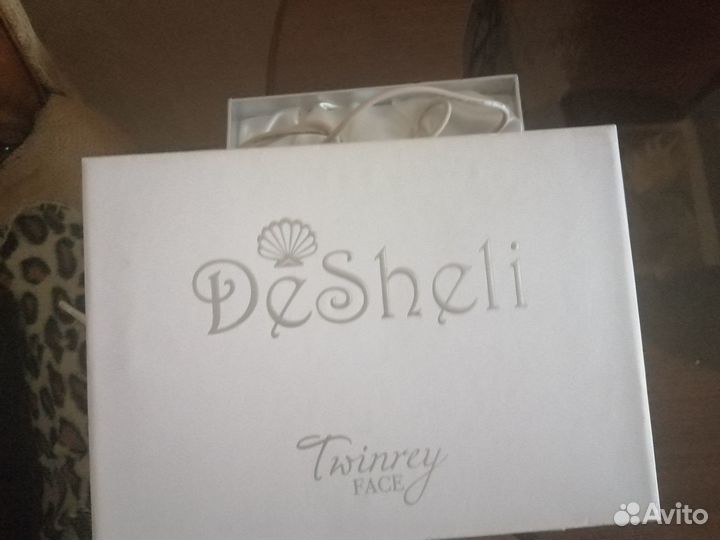 DeSheli
Twinrey
FACE
Avito